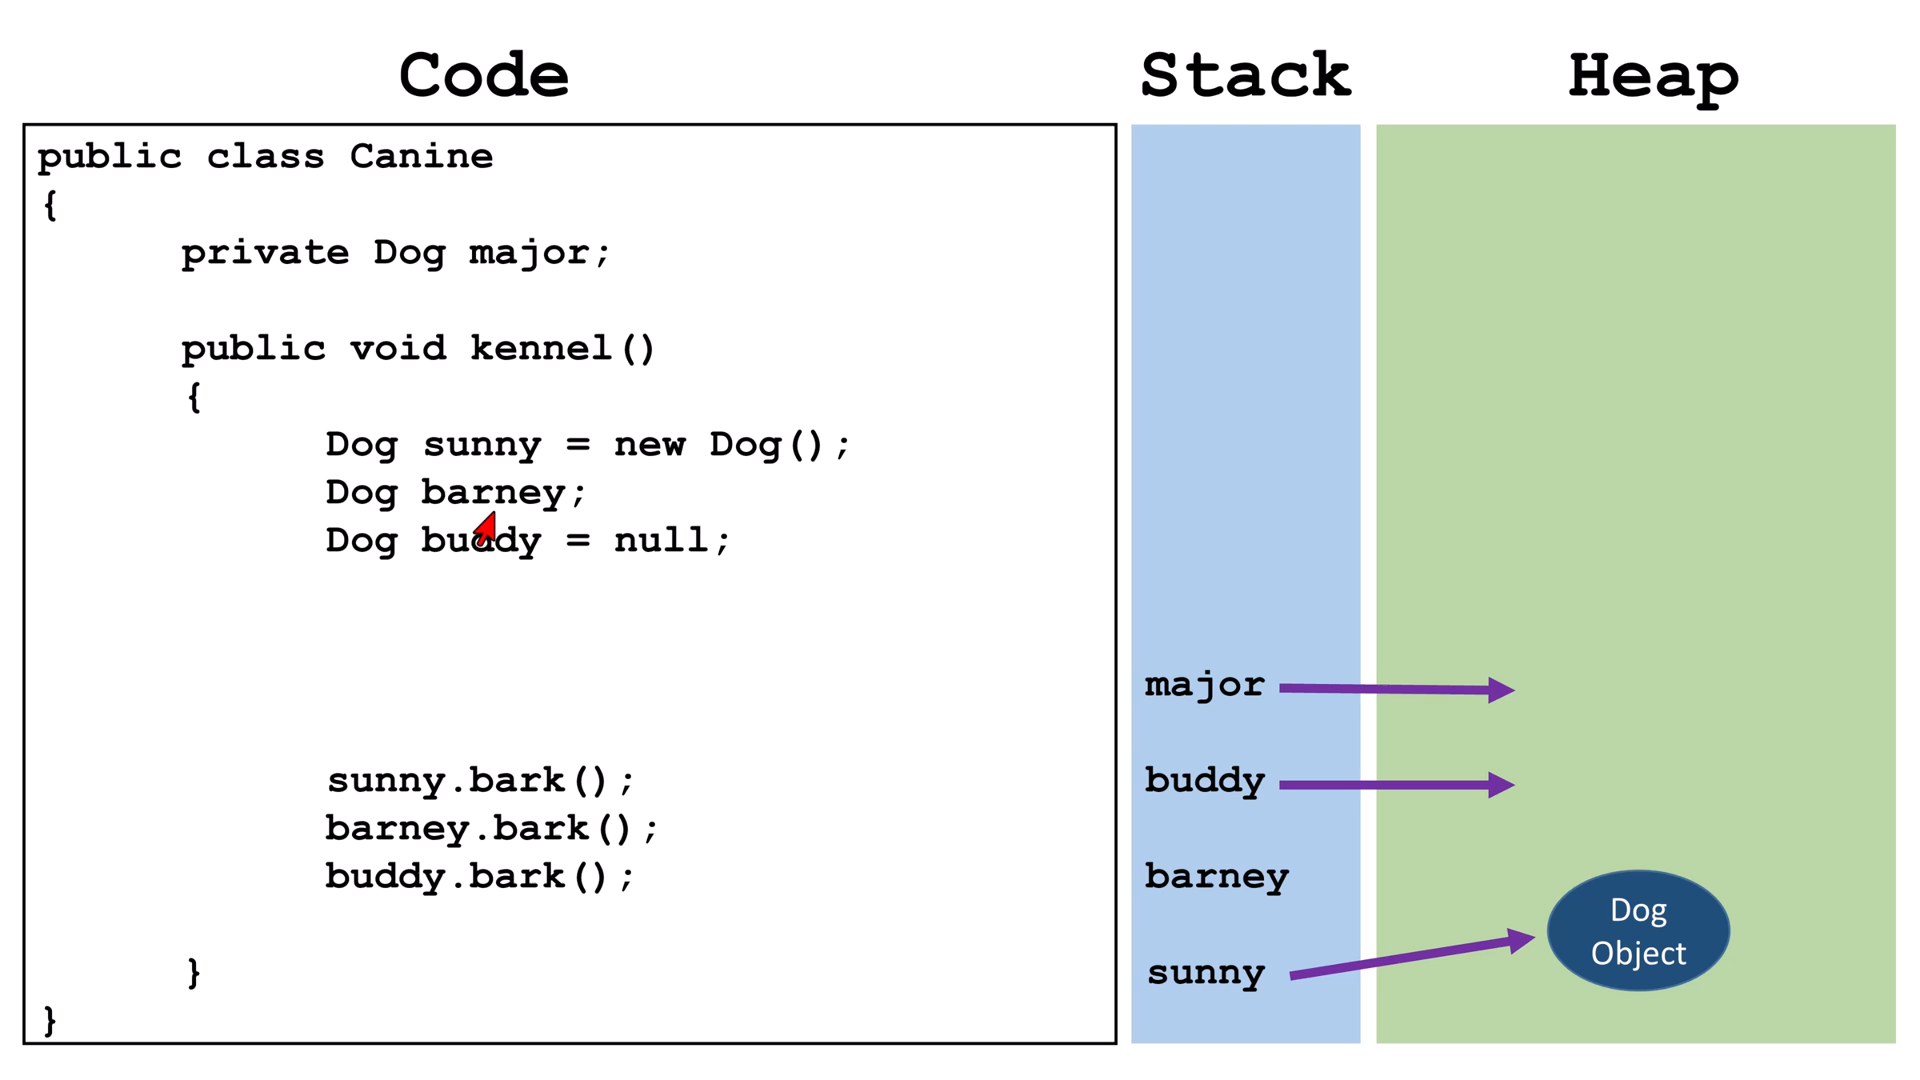 Code
public class Canine
{
private Dog major;
public void kennel()
{
Dog sunny = new Dog();
Dog barney;
Dog buddy = null;
sunny.bark();
barney.bark();
buddy.bark();
}
}
Stack
major
buddy
barney
sunny
Heap
Dog
Object